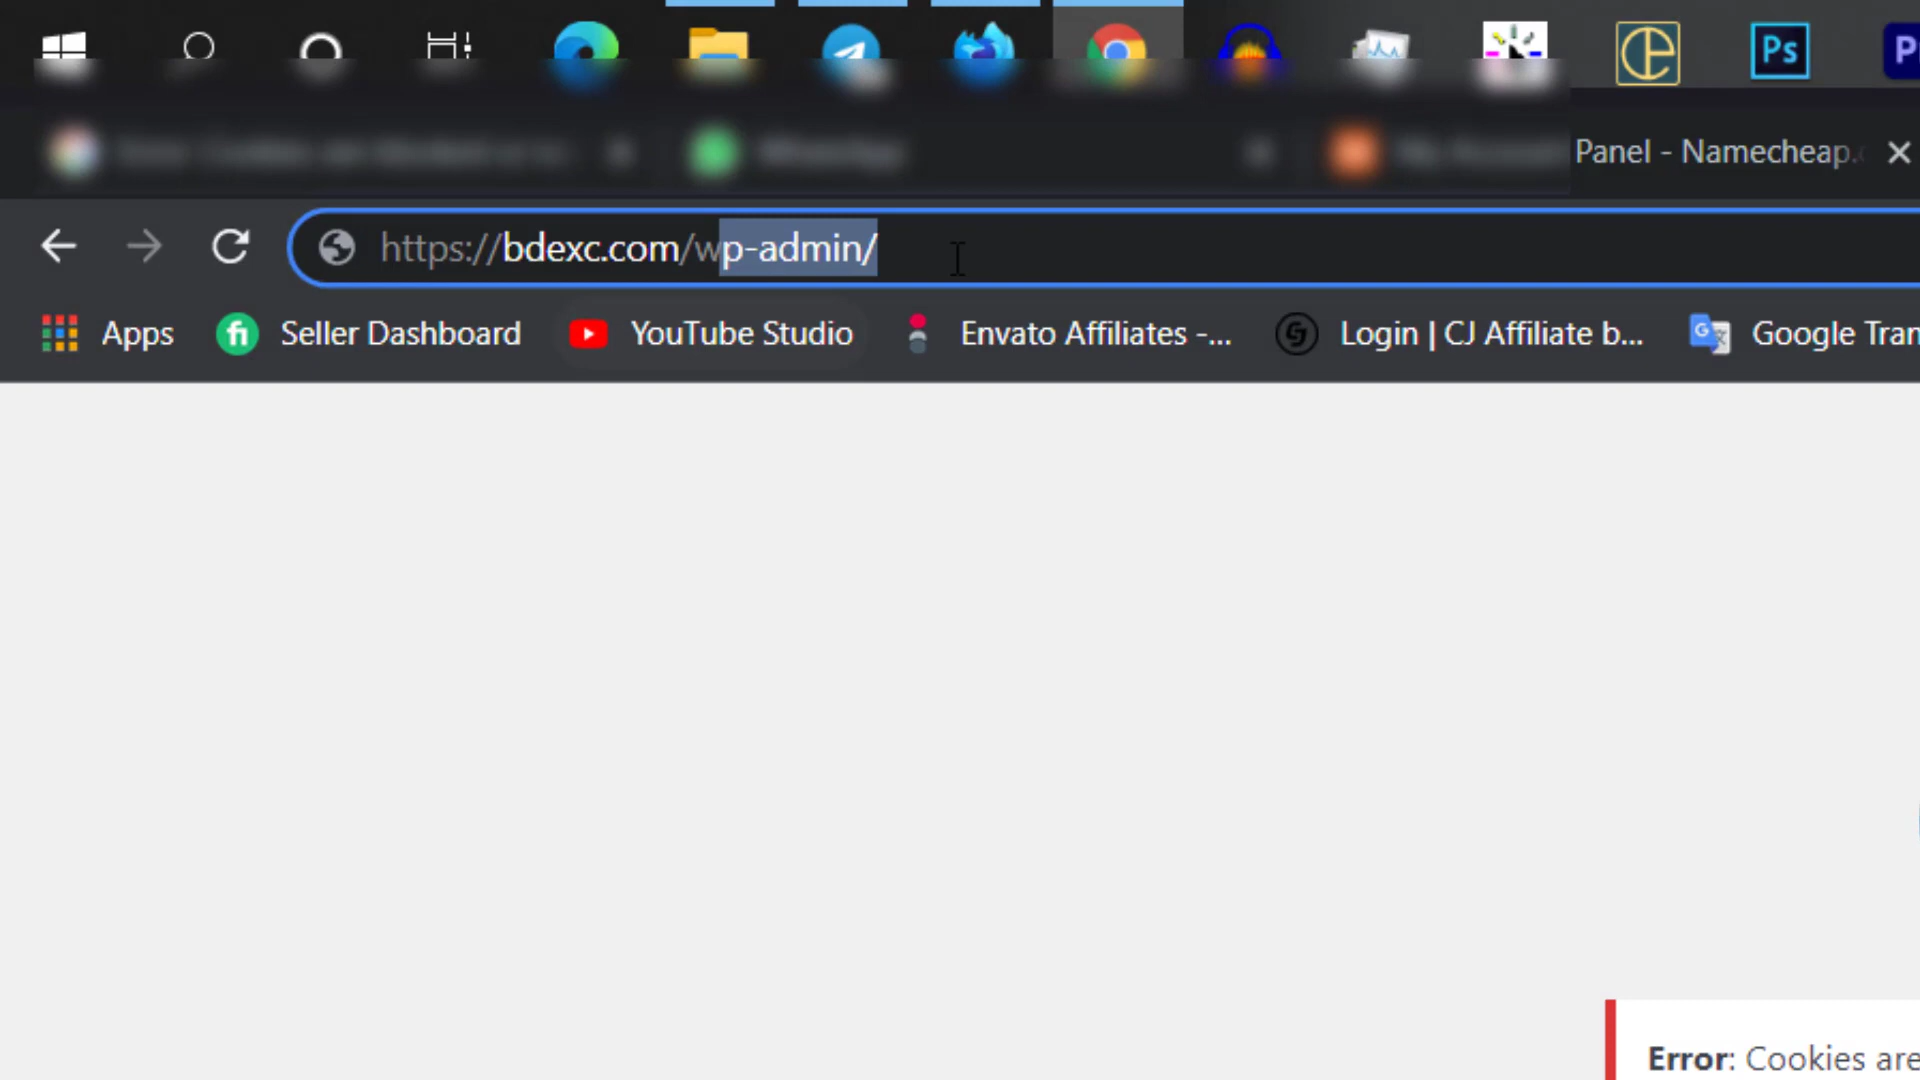 Ps
Panel - Namecheap.
https://bdexc.com/wp-admin/
Apps
Seller Dashboard
YouTube Studio
Envato Affiliates -...
Login | CJ Affiliate b...
Google Tran
Error: Cookies are